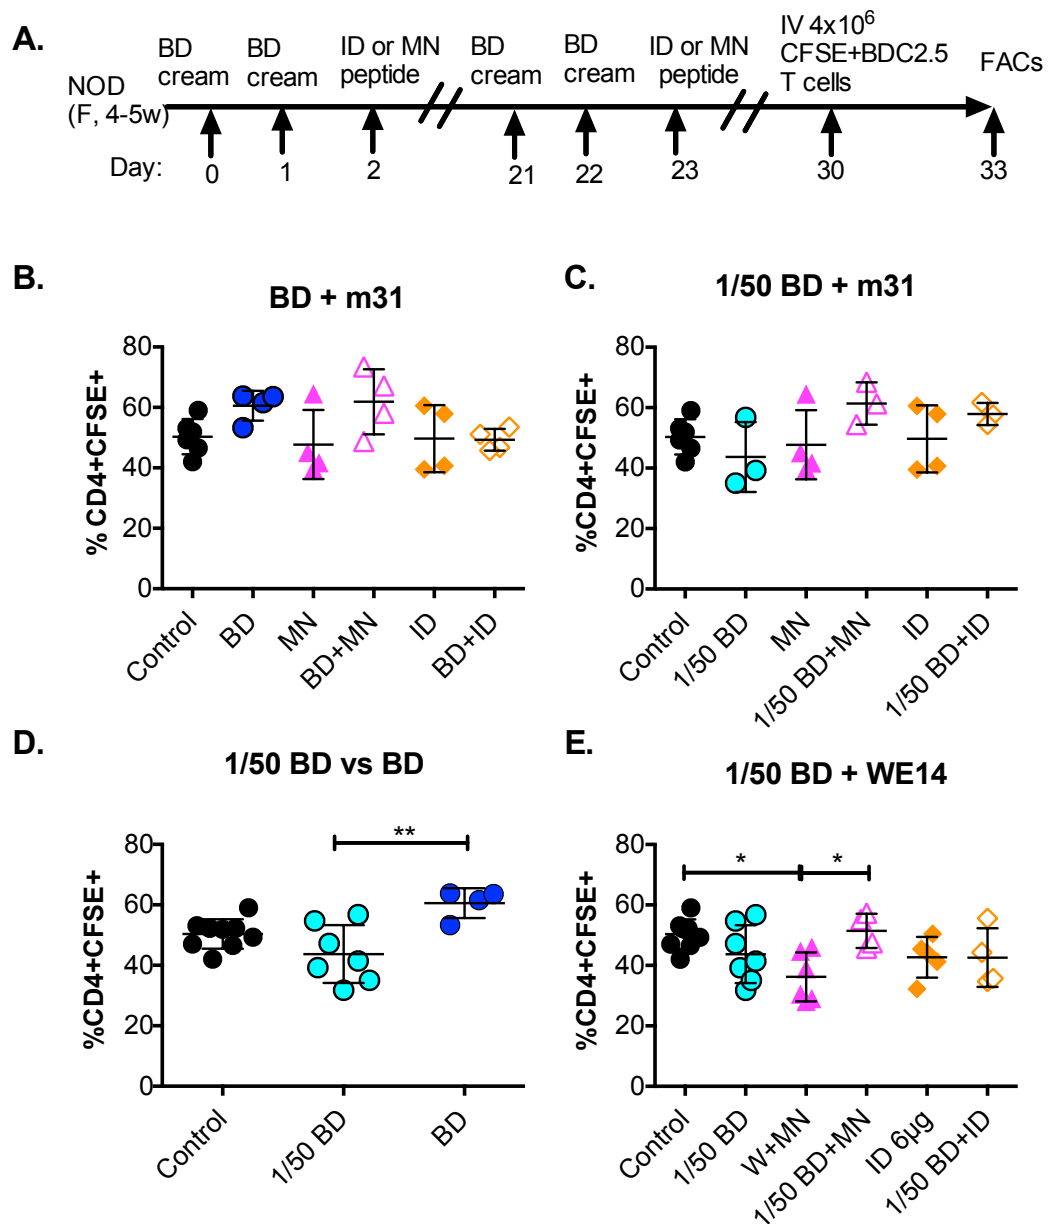 A.
NOD
(F, 4-5w)
BD
cream
BD
cream
ID or MN
peptide
BD
cream
BD
cream
ID or MN
peptide
IV 4x10⁶
CFSE+BDC2.5
T cells
FACs
Day:
0
1
2
21
22
23
30
33
B.
BD + m31
% CD4+CFSE+
80
60
40
20
0
Control
BD
MN
BD+MN
ID
BD+ID
C.
1/50 BD + m31
%CD4+CFSE+
80
60
40
20
0
Control
1/50 BD
MN
1/50 BD+MN
ID
1/50 BD+ID
D.
1/50 BD vs BD
%CD4+CFSE+
80
60
40
20
0
**
Control
1/50 BD
BD
E.
1/50 BD + WE14
%CD4+CFSE+
80
60
40
20
0
*
*
Control
1/50 BD
W+MN
1/50 BD+MN
ID 6µg
1/50 BD+ID